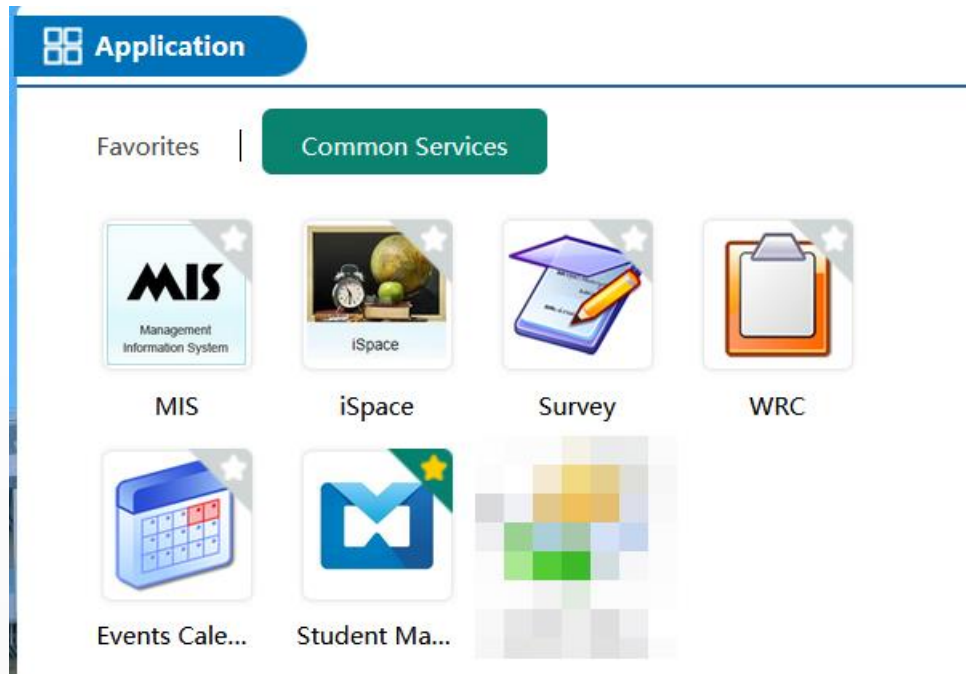 Application
Favorites | Common Services
MIS
Management
Information System
iSpace
MIS iSpace Survey WRC
Events Cale... Student Ma...